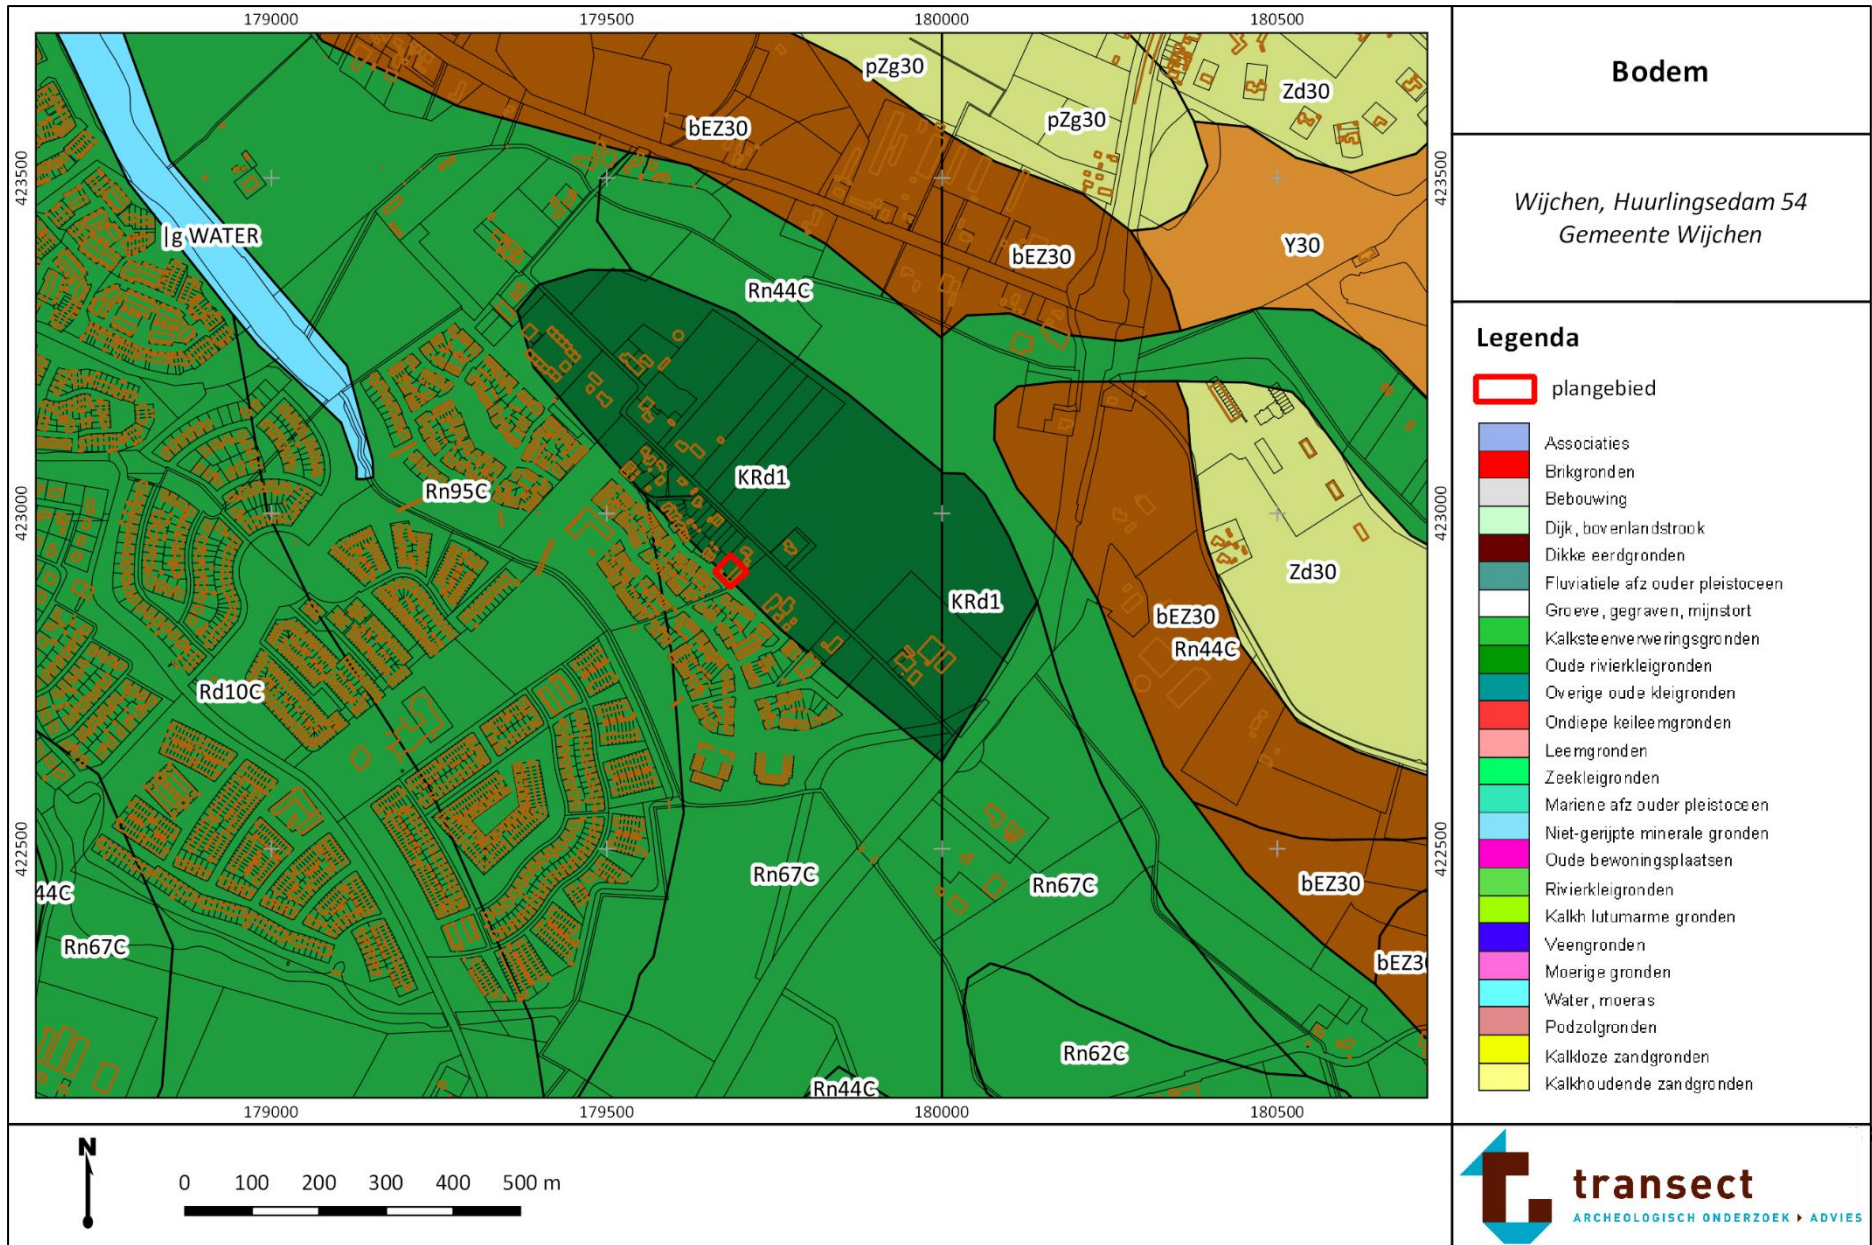 179000 179500 180000 180500
423500 423500
423000 423000
422500 422500
pZg30
Zd30
pZg30
bEZ30
|g WATER
Y30
bEZ30
Rn44C
KRd1
Rn95C
Zd30
KRd1
bEZ30
Rn44C
Rd10C
Rn67C
Rn67C
bEZ30
44C
Rn67C
bEZ3
Rn62C
Rn44C
179000 179500 180000 180500
N
0 100 200 300 400 500 m
Bodem
Wijchen, Huurlingsedam 54
Gemeente Wijchen
Legenda
plangebied
Associaties
Brikgronden
Bebouwing
Dijk, bovenlandstrook
Dikke eerdgronden
Fluviatiele afz ouder pleistoceen
Groeve, gegraven, mijnstort
Kalksteenverweringsgronden
Oude rivierkleigronden
Overige oude kleigronden
Ondiepe keileemgronden
Leemgronden
Zeekleigronden
Mariene afz ouder pleistoceen
Niet-gerijpte minerale gronden
Oude bewoningsplaatsen
Rivierkleigronden
Kalkh lutumarme gronden
Veengronden
Moerige gronden
Water, moeras
Podzolgronden
Kalkloze zandgronden
Kalkhoudende zandgronden
transect
ARCHEOLOGISCH ONDERZOEK ▸ ADVIES